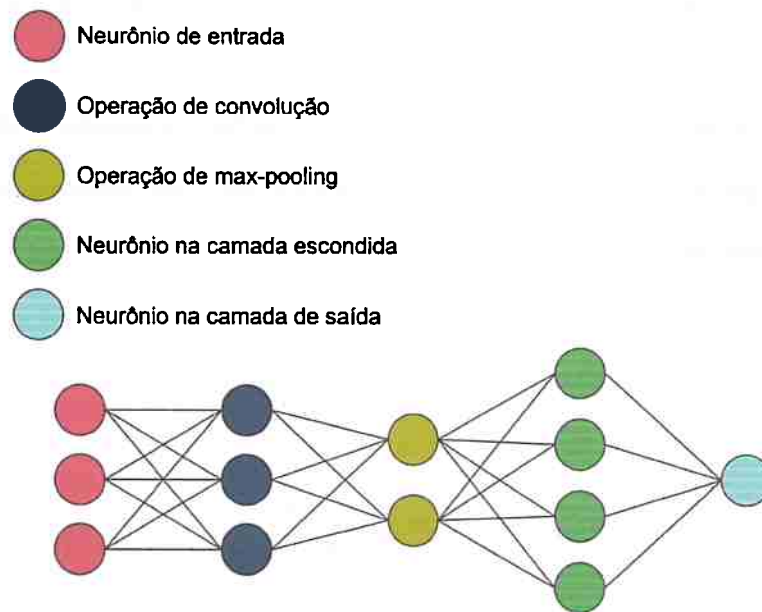 Neurônio de entrada
Operação de convolução
Operação de max-pooling
Neurônio na camada escondida
Neurônio na camada de saída